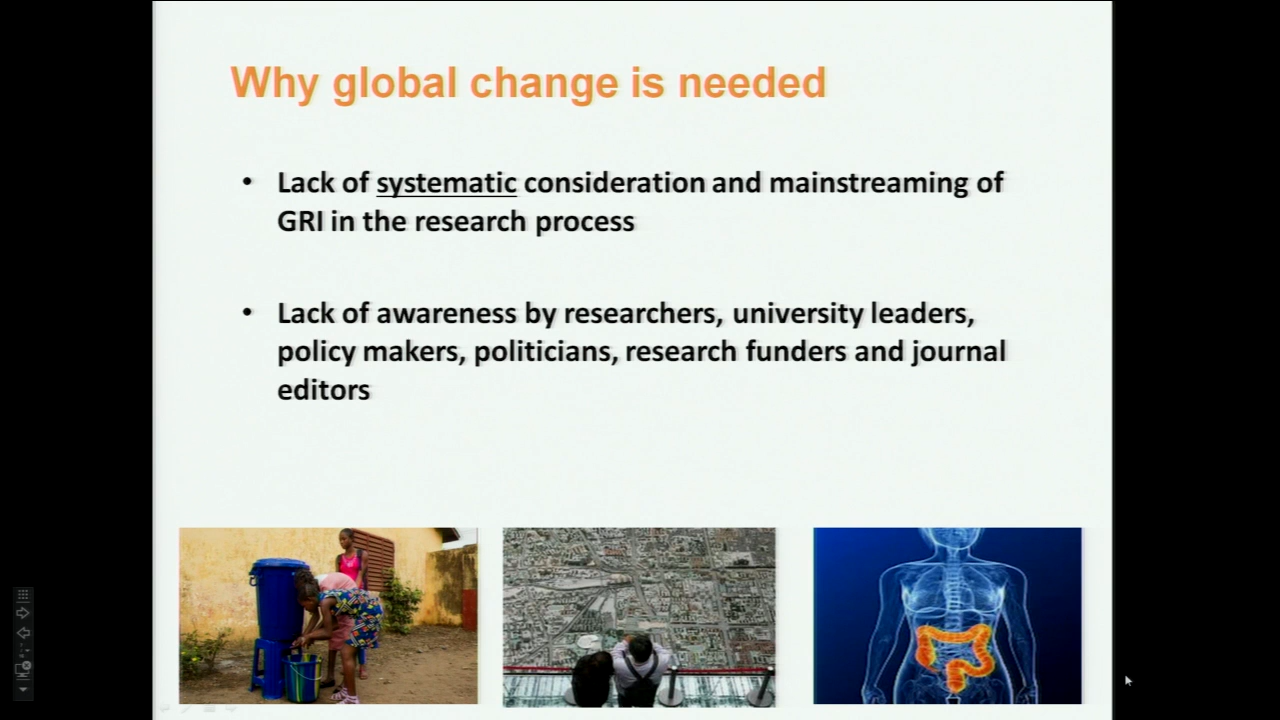 Why global change is needed
• Lack of systematic consideration and mainstreaming of
GRI in the research process
• Lack of awareness by researchers, university leaders,
policy makers, politicians, research funders and journal
editors